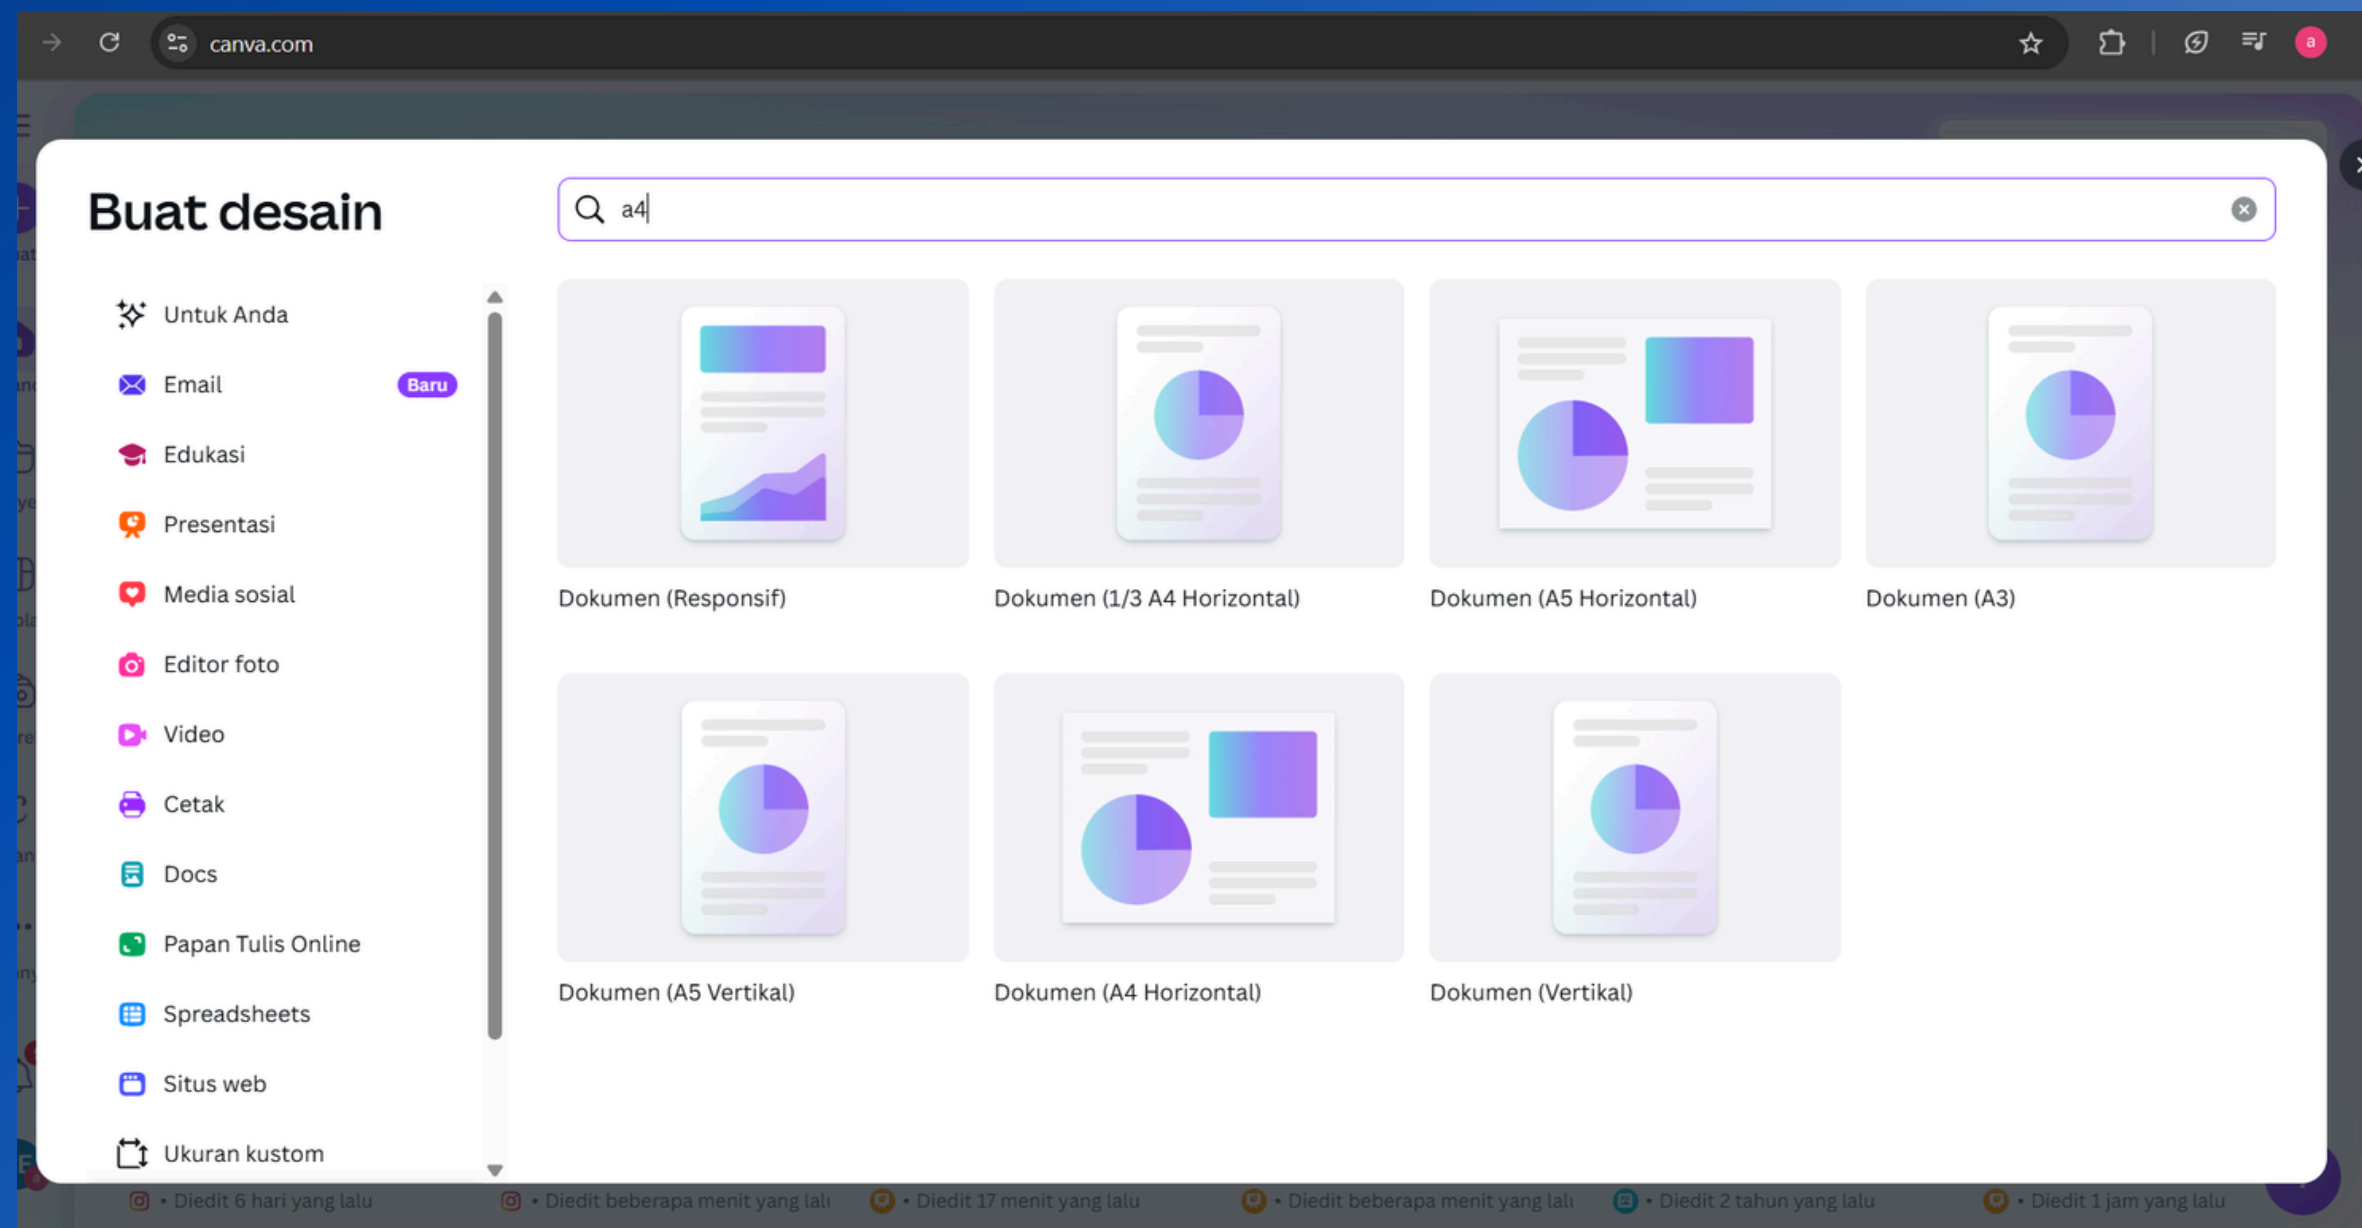 canva.com
a
Buat desain
a4
Untuk Anda
Email
Baru
Edukasi
Presentasi
Media sosial
Editor foto
Video
Cetak
Docs
Papan Tulis Online
Spreadsheets
Situs web
Ukuran kustom
Dokumen (Responsif)
Dokumen (1/3 A4 Horizontal)
Dokumen (A5 Horizontal)
Dokumen (A3)
Dokumen (A5 Vertikal)
Dokumen (A4 Horizontal)
Dokumen (Vertikal)
• Diedit 6 hari yang lalu
• Diedit beberapa menit yang lalu
• Diedit 17 menit yang lalu
• Diedit beberapa menit yang lalu
• Diedit 2 tahun yang lalu
• Diedit 1 jam yang lalu